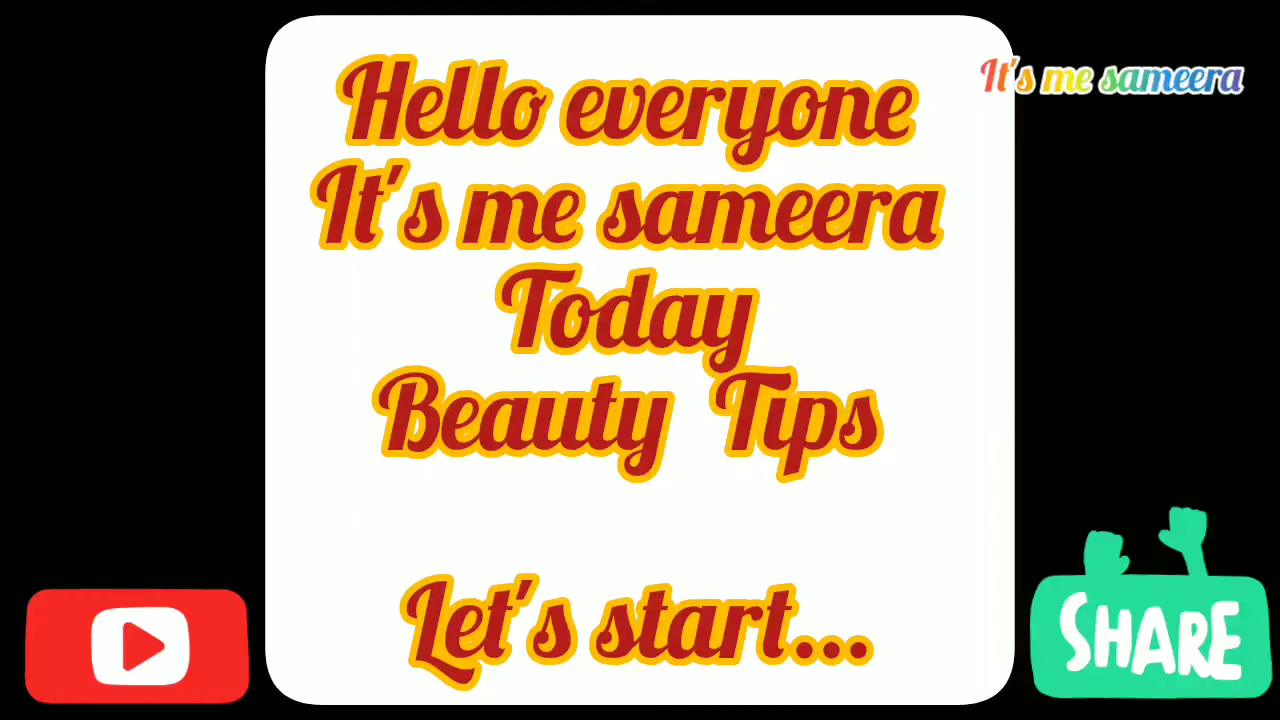 Hello everyone
It's me sameera
It's me sameera
Today
Beauty Tips
Let's start...
SHARE